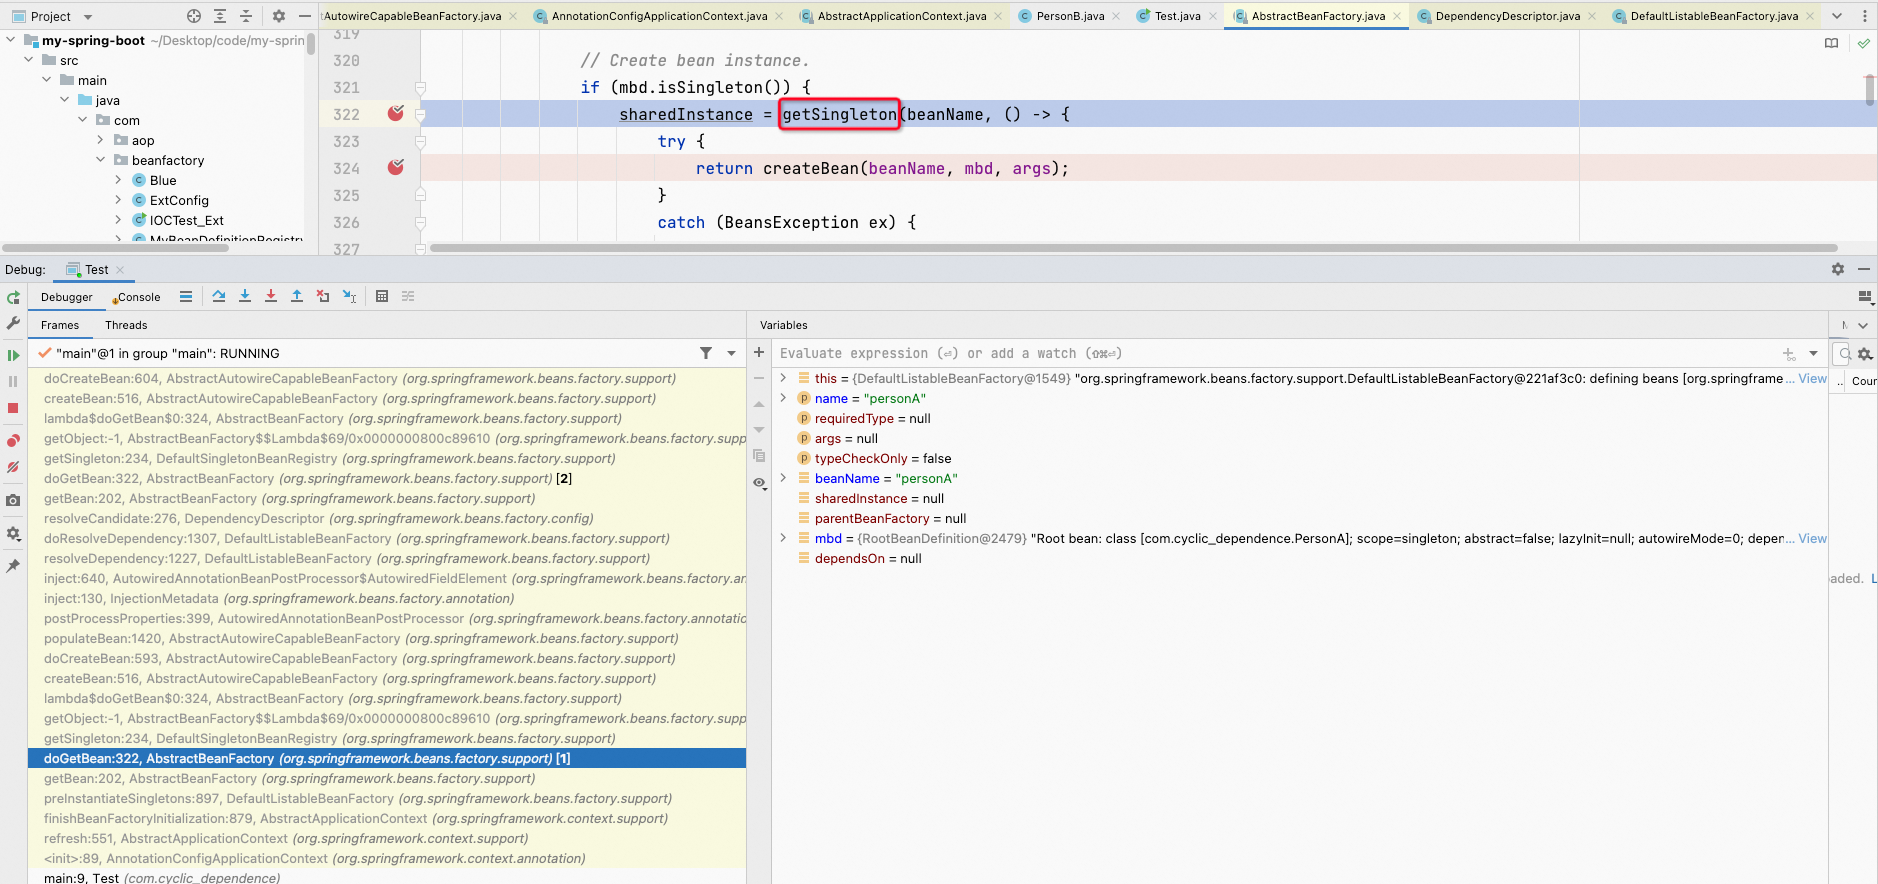 Project
AutowireCapableBeanFactory.java
AnnotationConfigApplicationContext.java
AbstractApplicationContext.java
PersonB.java
Test.java
AbstractBeanFactory.java
DependencyDescriptor.java
DefaultListableBeanFactory.java
my-spring-boot ~/Desktop/code/my-sprin
src
main
java
com
aop
beanfactory
Blue
ExtConfig
IOCTest_Ext
MyBeanDefinitionRegistr
319
320 // Create bean instance.
321 if (mbd.isSingleton()) {
322 sharedInstance = getSingleton(beanName, () -> {
323 try {
324 return createBean(beanName, mbd, args);
325 }
326 catch (BeansException ex) {
327
Debug: Test
Debugger Console
Frames Threads
"main"@1 in group "main": RUNNING
doCreateBean:604, AbstractAutowireCapableBeanFactory (org.springframework.beans.factory.support)
createBean:516, AbstractAutowireCapableBeanFactory (org.springframework.beans.factory.support)
lambda$doGetBean$0:324, AbstractBeanFactory (org.springframework.beans.factory.support)
getObject:-1, AbstractBeanFactory$$Lambda$69/0x0000000800c89610 (org.springframework.beans.factory.supp
getSingleton:234, DefaultSingletonBeanRegistry (org.springframework.beans.factory.support)
doGetBean:322, AbstractBeanFactory (org.springframework.beans.factory.support) [2]
getBean:202, AbstractBeanFactory (org.springframework.beans.factory.support)
resolveCandidate:276, DependencyDescriptor (org.springframework.beans.factory.config)
doResolveDependency:1307, DefaultListableBeanFactory (org.springframework.beans.factory.support)
resolveDependency:1227, DefaultListableBeanFactory (org.springframework.beans.factory.support)
inject:640, AutowiredAnnotationBeanPostProcessor$AutowiredFieldElement (org.springframework.beans.factory.an
inject:130, InjectionMetadata (org.springframework.beans.factory.annotation)
postProcessProperties:399, AutowiredAnnotationBeanPostProcessor (org.springframework.beans.factory.annotatio
populateBean:1420, AbstractAutowireCapableBeanFactory (org.springframework.beans.factory.support)
doCreateBean:593, AbstractAutowireCapableBeanFactory (org.springframework.beans.factory.support)
createBean:516, AbstractAutowireCapableBeanFactory (org.springframework.beans.factory.support)
lambda$doGetBean$0:324, AbstractBeanFactory (org.springframework.beans.factory.support)
getObject:-1, AbstractBeanFactory$$Lambda$69/0x0000000800c89610 (org.springframework.beans.factory.supp
getSingleton:234, DefaultSingletonBeanRegistry (org.springframework.beans.factory.support)
doGetBean:322, AbstractBeanFactory (org.springframework.beans.factory.support) [1]
getBean:202, AbstractBeanFactory (org.springframework.beans.factory.support)
preInstantiateSingletons:897, DefaultListableBeanFactory (org.springframework.beans.factory.support)
finishBeanFactoryInitialization:879, AbstractApplicationContext (org.springframework.context.support)
refresh:551, AbstractApplicationContext (org.springframework.context.support)
<init>:89, AnnotationConfigApplicationContext (org.springframework.context.annotation)
main:9, Test (com.cyclic_dependence)
Variables
Evaluate expression (⏎) or add a watch (⇧⌘⏎)
this = {DefaultListableBeanFactory@1549} "org.springframework.beans.factory.support.DefaultListableBeanFactory@221af3c0: defining beans [org.springframe... View
name = "personA"
requiredType = null
args = null
typeCheckOnly = false
beanName = "personA"
sharedInstance = null
parentBeanFactory = null
mbd = {RootBeanDefinition@2479} "Root bean: class [com.cyclic_dependence.PersonA]; scope=singleton; abstract=false; lazyInit=null; autowireMode=0; depen... View
dependsOn = null
.. Cour
aded. L